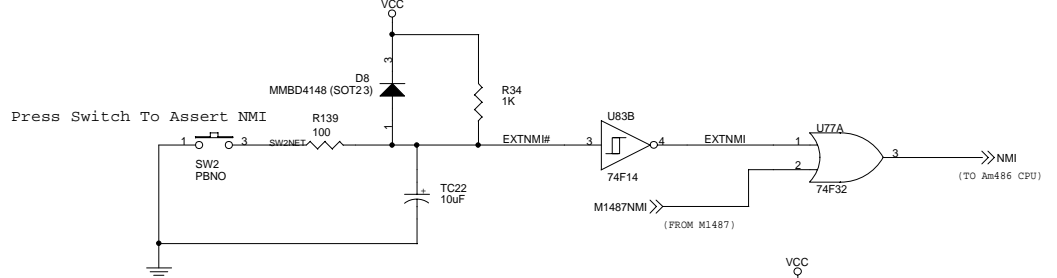 VCC
3
D8
MMBD4148 (SOT23)
1
R34
1K
Press Switch To Assert NMI
R139
100
1
3
SW2NET
SW2
PBNO
EXTNMI#
U83B
3
4
74F14
EXTNMI
U77A
1
2
3
74F32
NMI
(TO Am486 CPU)
TC22
10uF
+
M1487NMI
(FROM M1487)
VCC